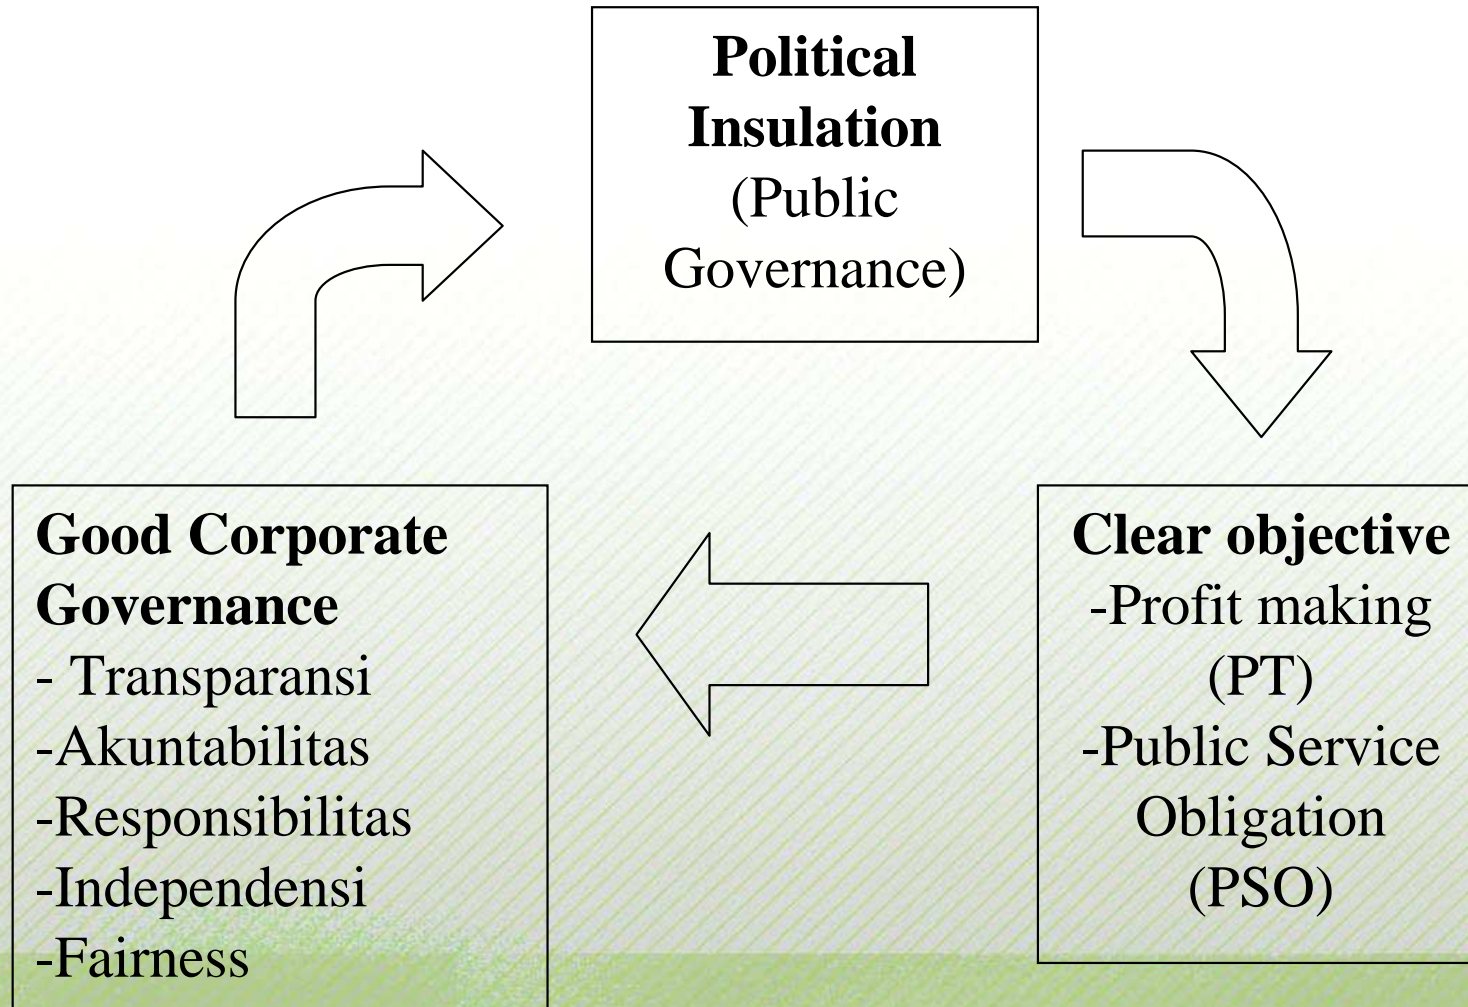 Political
Insulation
(Public
Governance)
Good Corporate
Governance
- Transparansi
-Akuntabilitas
-Responsibilitas
-Independensi
-Fairness
Clear objective
-Profit making
(PT)
-Public Service
Obligation
(PSO)